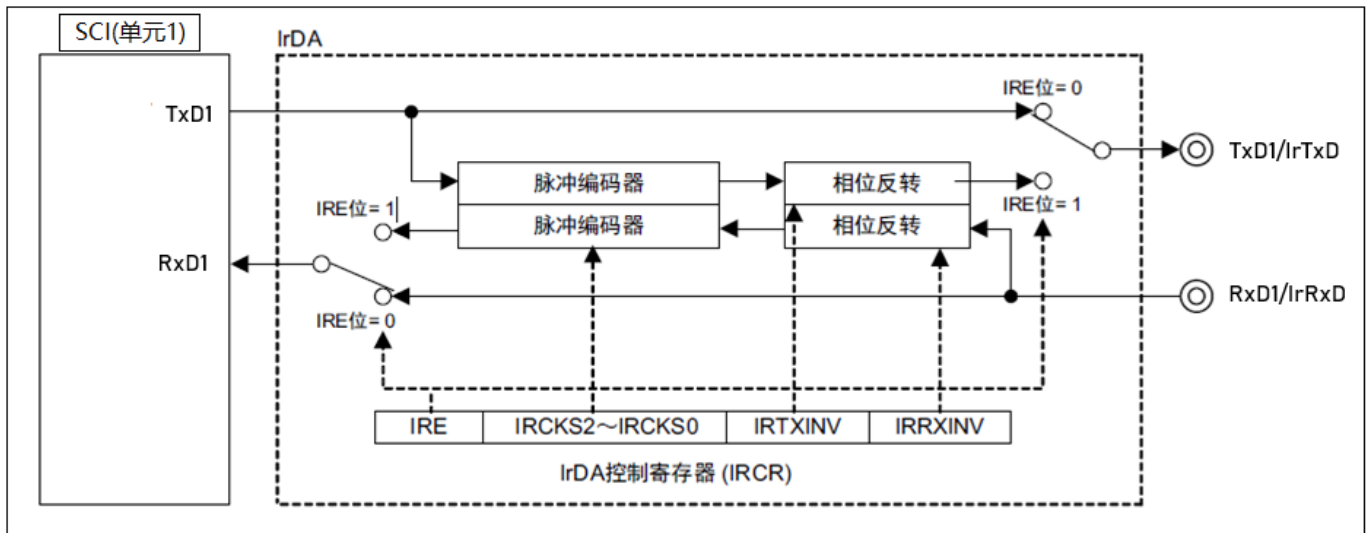 SCI(单元1)
IrDA
IRE位= 0
TxD1
TxD1/IrTxD
脉冲编码器
相位反转
IRE位= 1
IRE位= 1
脉冲编码器
相位反转
RxD1
RxD1/IrRxD
IRE位= 0
IRE
IRCKS2～IRCKS0
IRTXINV
IRRXINV
IrDA控制寄存器 (IRCR)